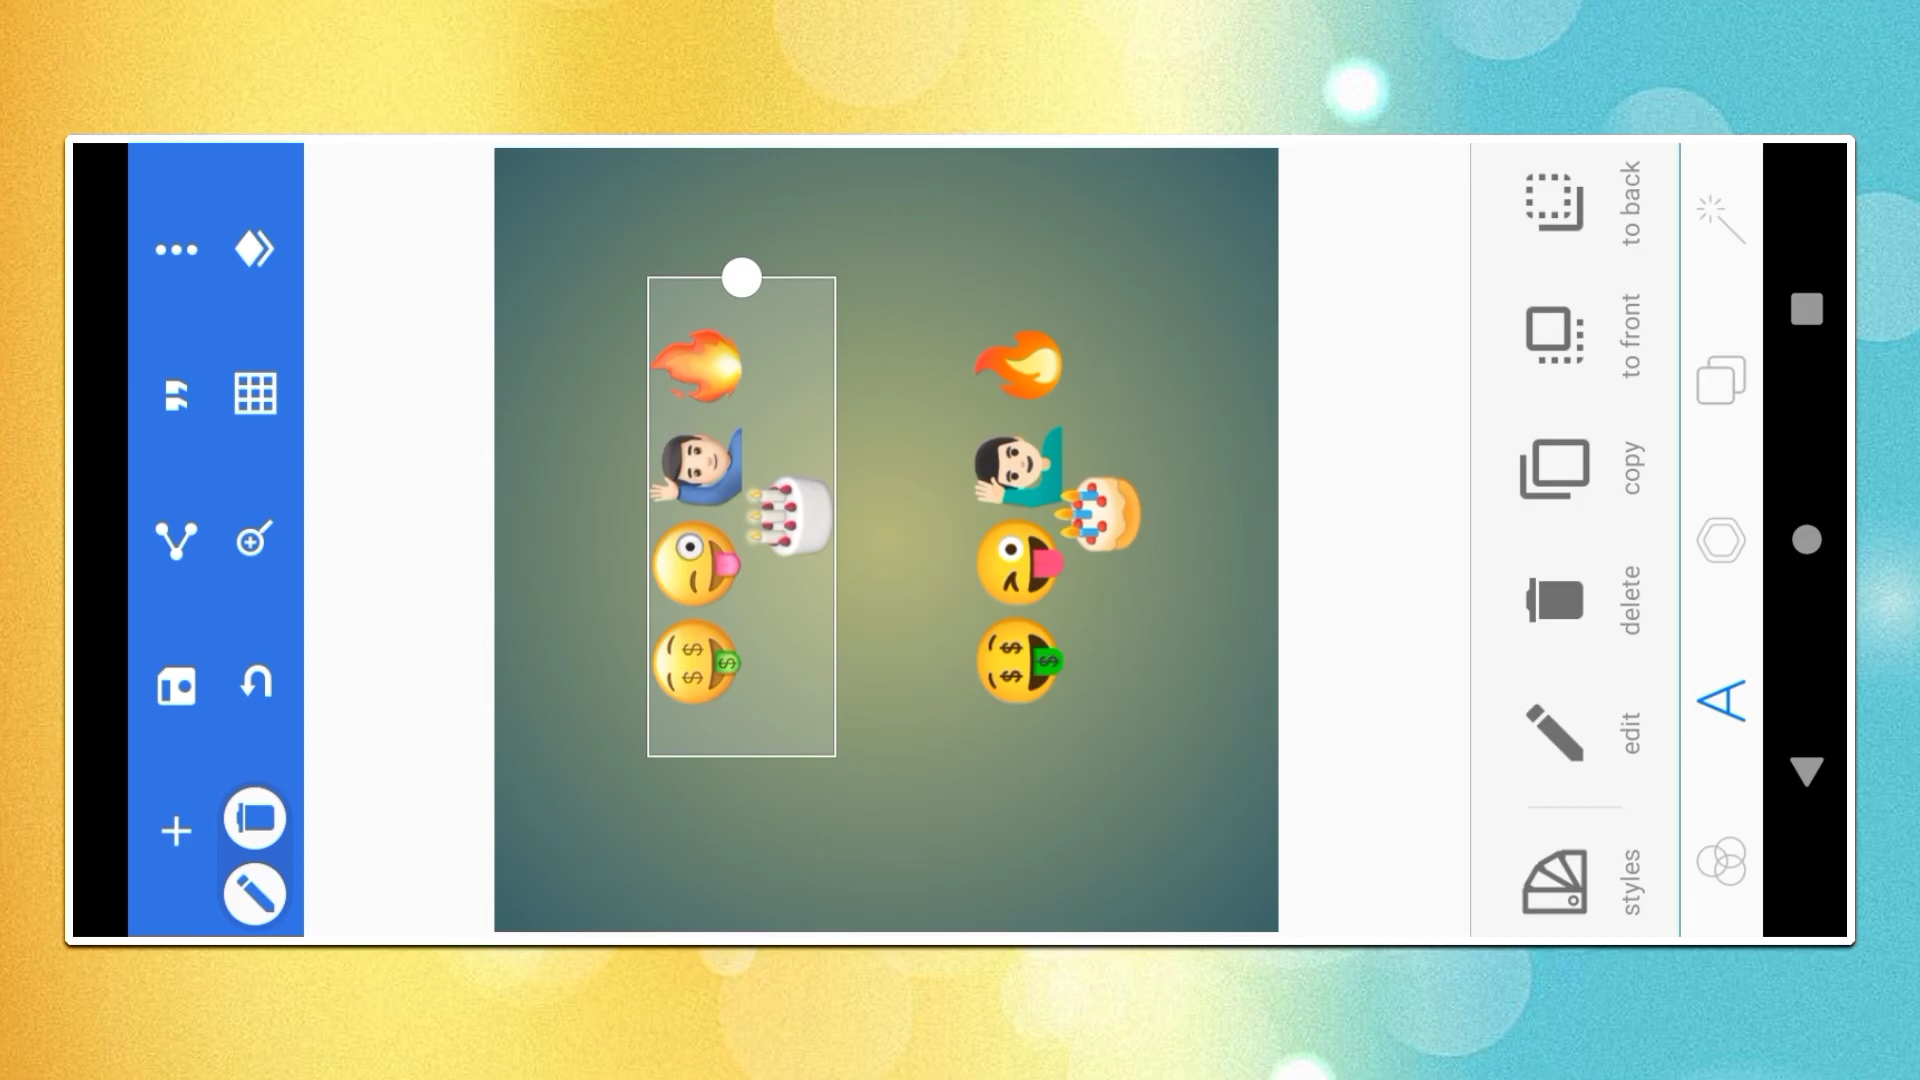 styles
edit
delete
copy
to front
to back